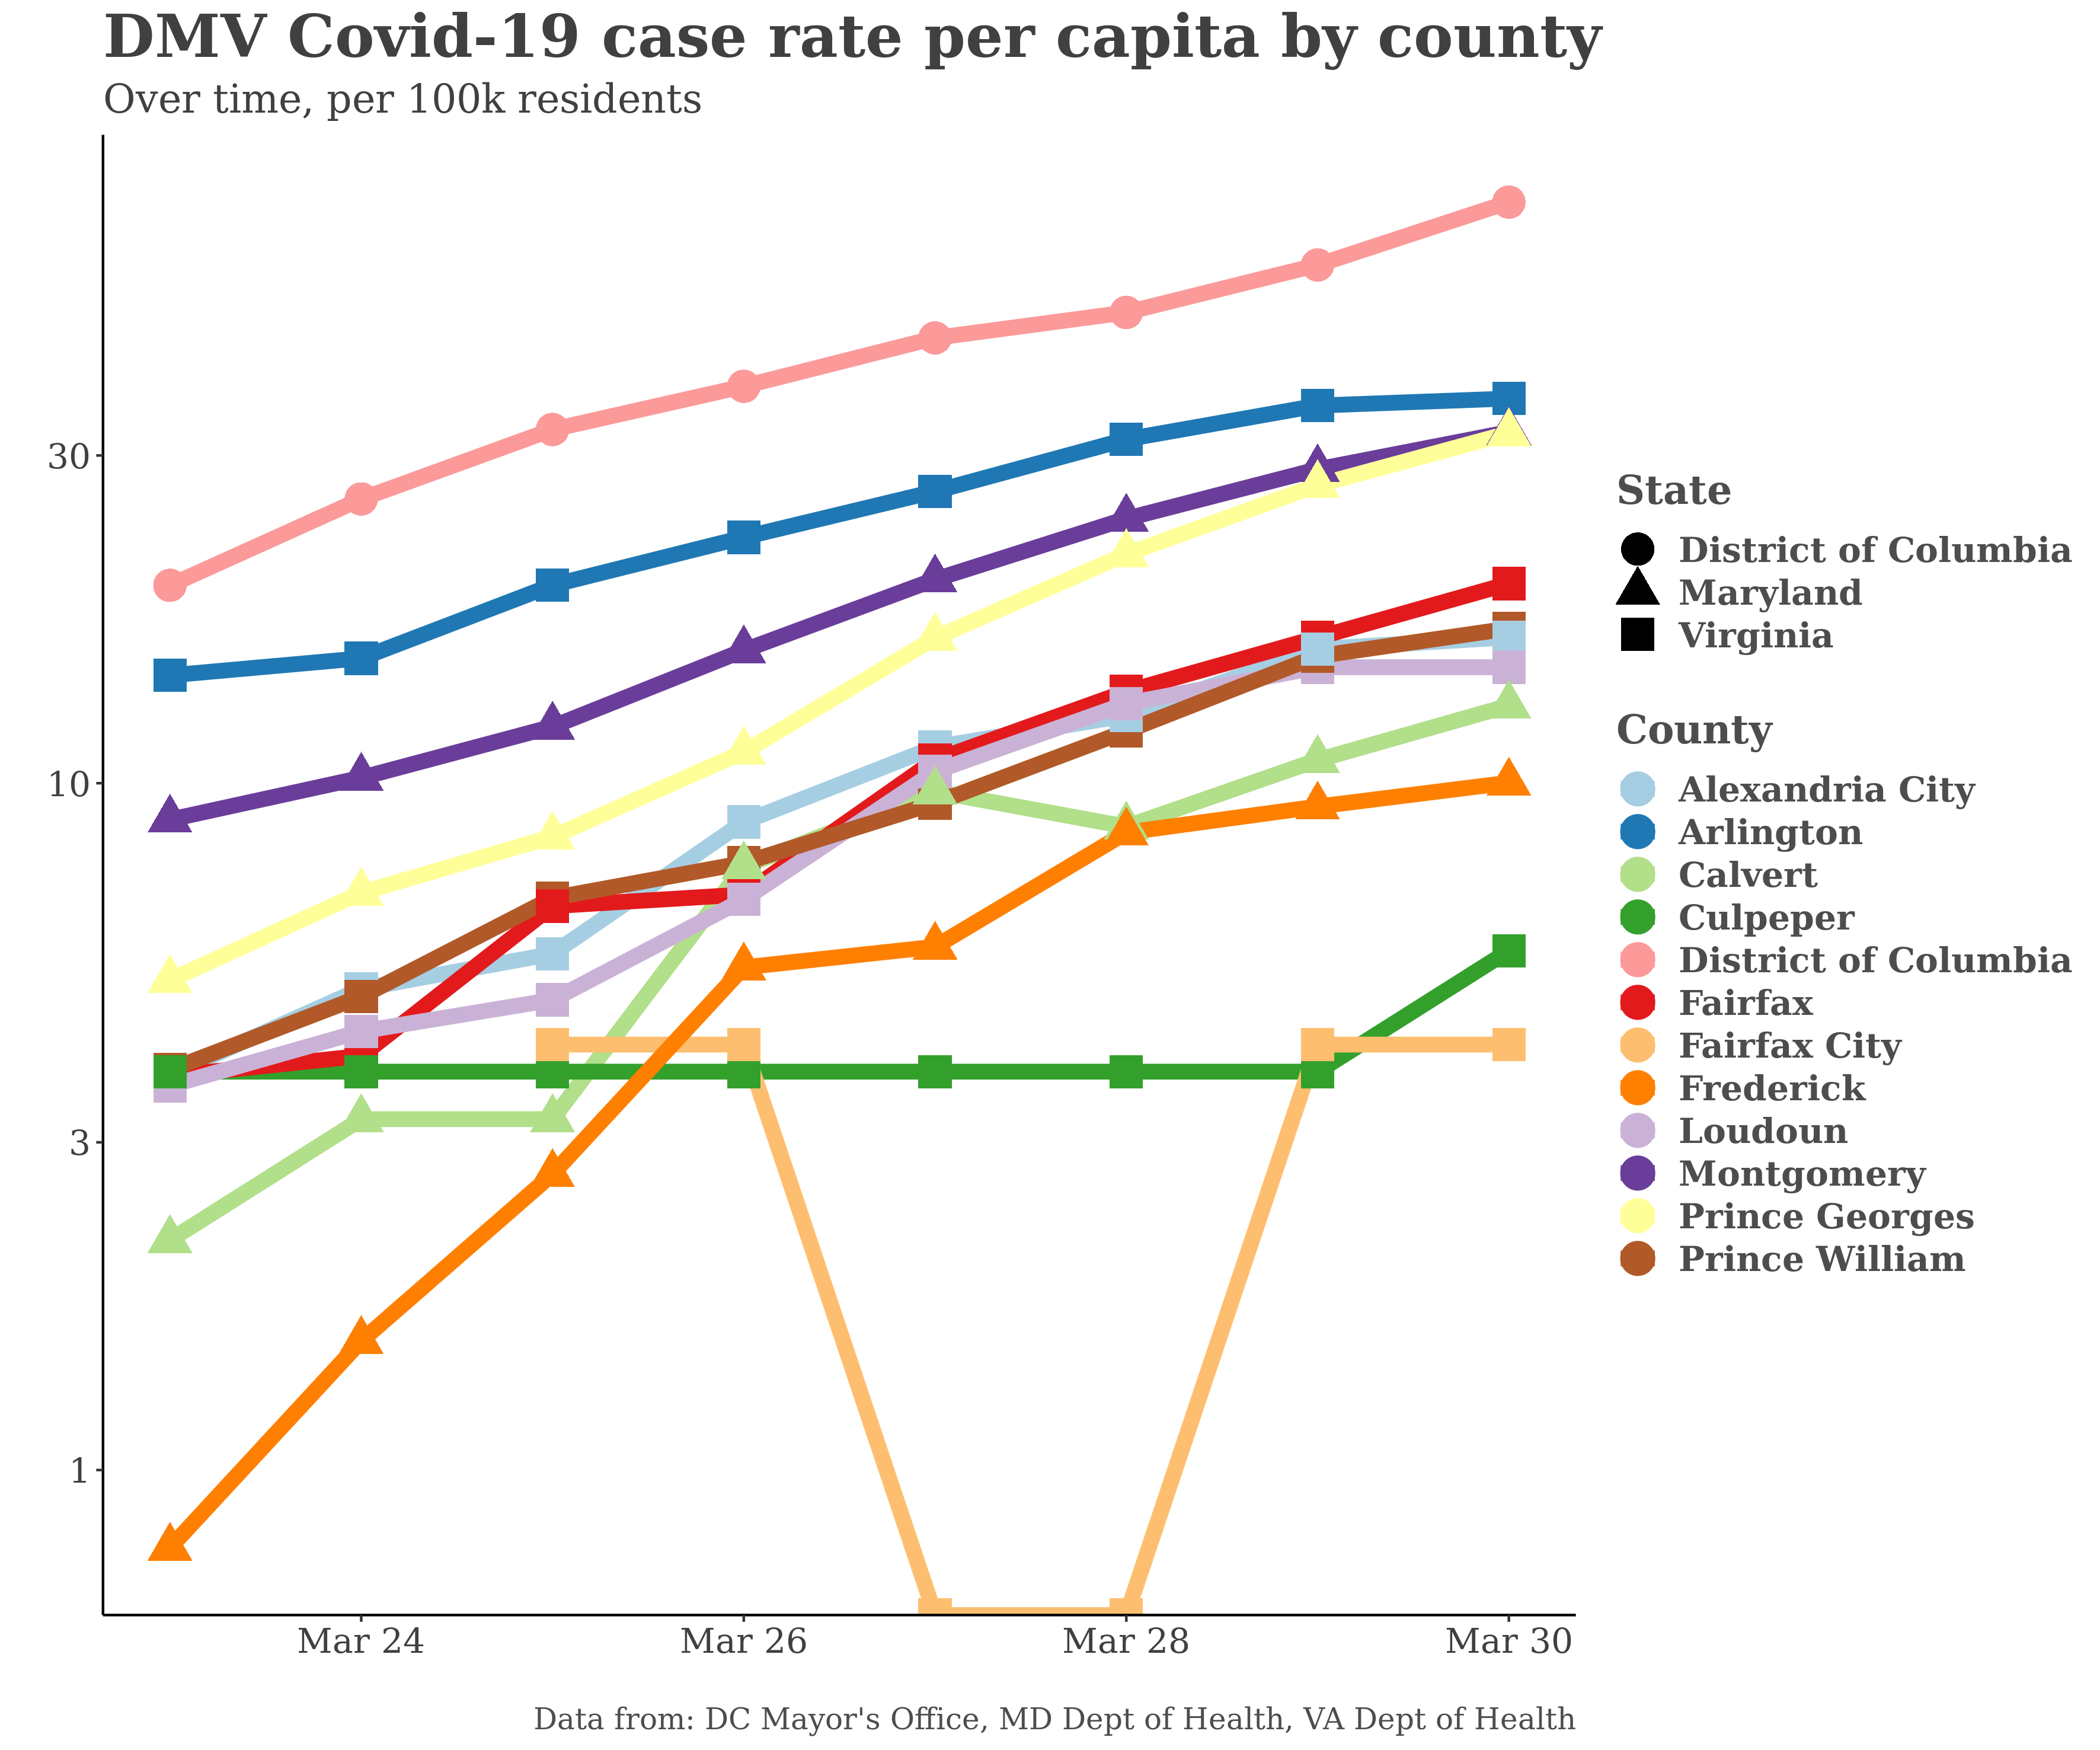 DMV Covid-19 case rate per capita by county
Over time, per 100k residents
30
10
3
1
Mar 24
Mar 26
Mar 28
Mar 30
State
District of Columbia
Maryland
Virginia
County
Alexandria City
Arlington
Calvert
Culpeper
District of Columbia
Fairfax
Fairfax City
Frederick
Loudoun
Montgomery
Prince Georges
Prince William
Data from: DC Mayor's Office, MD Dept of Health, VA Dept of Health